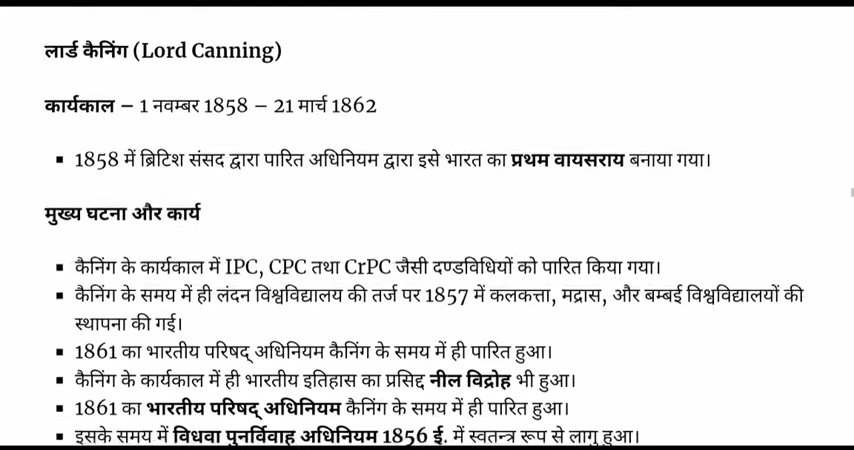 लार्ड कैनिंग (Lord Canning)
कार्यकाल – 1 नवम्बर 1858 – 21 मार्च 1862
▪ 1858 में ब्रिटिश संसद द्वारा पारित अधिनियम द्वारा इसे भारत का प्रथम वायसराय बनाया गया।
मुख्य घटना और कार्य
▪ कैनिंग के कार्यकाल में IPC, CPC तथा CrPC जैसी दण्डविधियों को पारित किया गया।
▪ कैनिंग के समय में ही लंदन विश्वविद्यालय की तर्ज पर 1857 में कलकत्ता, मद्रास, और बम्बई विश्वविद्यालयों की
स्थापना की गई।
▪ 1861 का भारतीय परिषद् अधिनियम कैनिंग के समय में ही पारित हुआ।
▪ कैनिंग के कार्यकाल में ही भारतीय इतिहास का प्रसिद्द नील विद्रोह भी हुआ।
▪ 1861 का भारतीय परिषद् अधिनियम कैनिंग के समय में ही पारित हुआ।
▪ इसके समय में विधवा पुनर्विवाह अधिनियम 1856 ई. में स्वतन्त्र रूप से लागु हुआ।